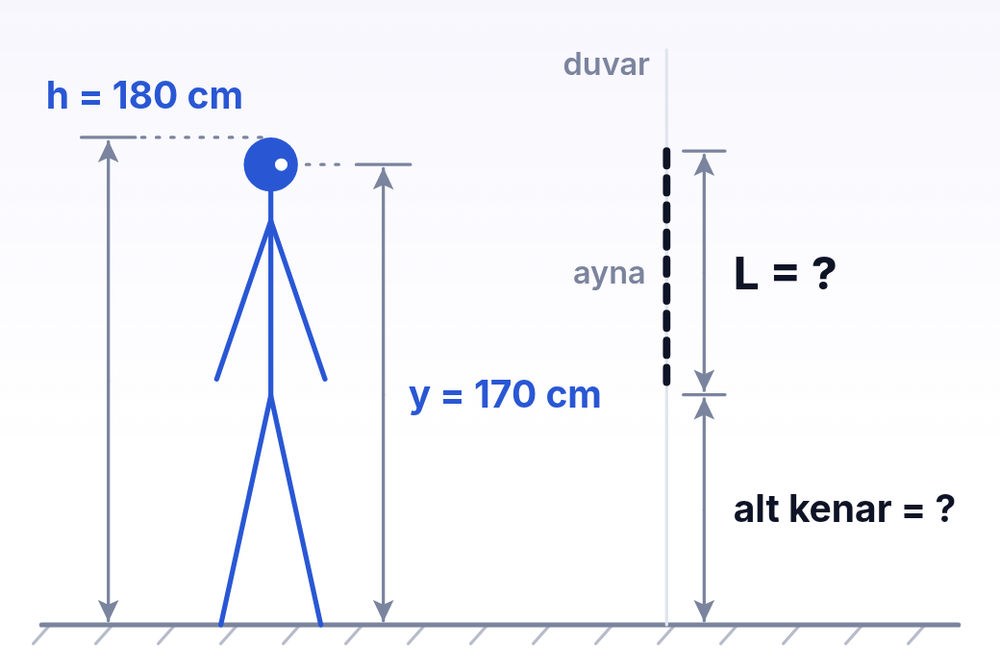 duvar
h = 180 cm
ayna
L = ?
y = 170 cm
alt kenar = ?